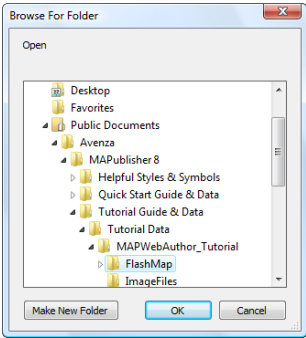 Browse For Folder
Open
Desktop
Favorites
Public Documents
Avenza
MAPublisher 8
Helpful Styles & Symbols
Quick Start Guide & Data
Tutorial Guide & Data
Tutorial Data
MAPWebAuthor_Tutorial
FlashMap
ImageFiles
Make New Folder
OK
Cancel